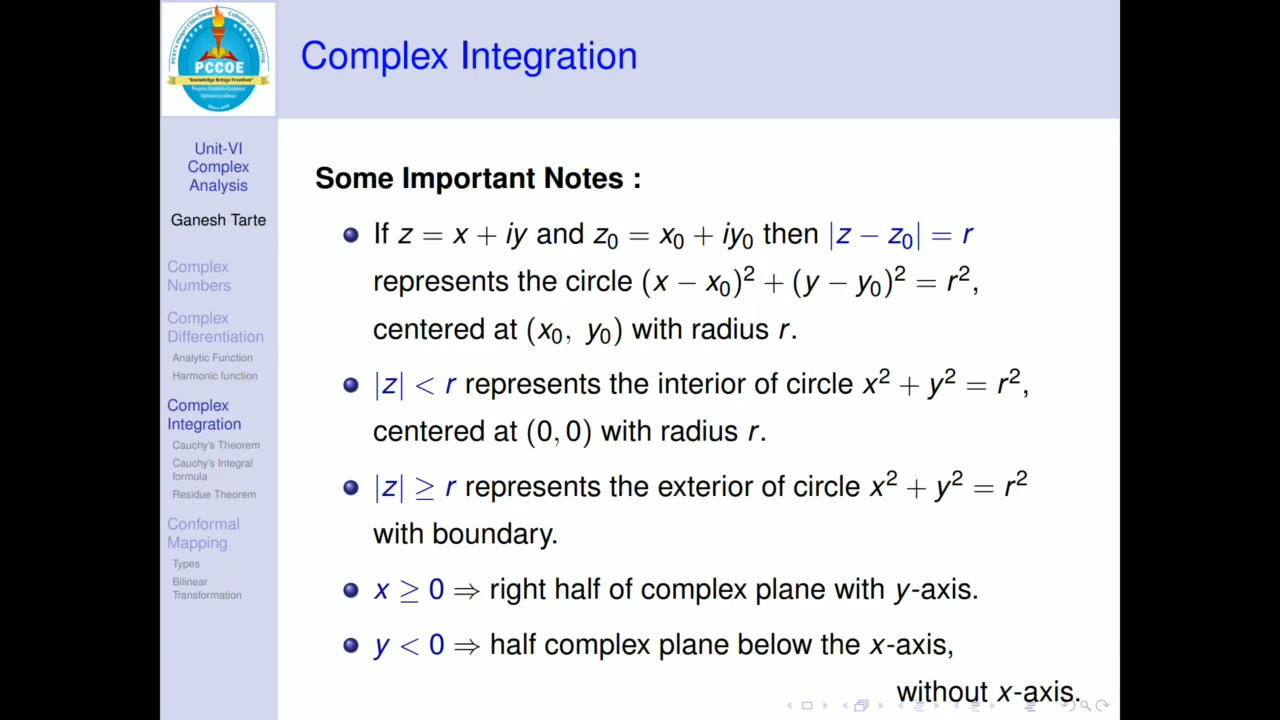 PCCOE
"Knowledge Brings Freedom"
Complex Integration
Unit-VI
Complex
Analysis
Ganesh Tarte
Complex
Numbers
Complex
Differentiation
Analytic Function
Harmonic function
Complex
Integration
Cauchy's Theorem
Cauchy's Integral
formula
Residue Theorem
Conformal
Mapping
Types
Bilinear
Transformation
Some Important Notes :
If z = x + iy and z₀ = x₀ + iy₀ then |z − z₀| = r
represents the circle (x − x₀)² + (y − y₀)² = r²,
centered at (x₀, y₀) with radius r.
|z| < r represents the interior of circle x² + y² = r²,
centered at (0, 0) with radius r.
|z| ≥ r represents the exterior of circle x² + y² = r²
with boundary.
x ≥ 0 ⇒ right half of complex plane with y-axis.
y < 0 ⇒ half complex plane below the x-axis,
without x-axis.